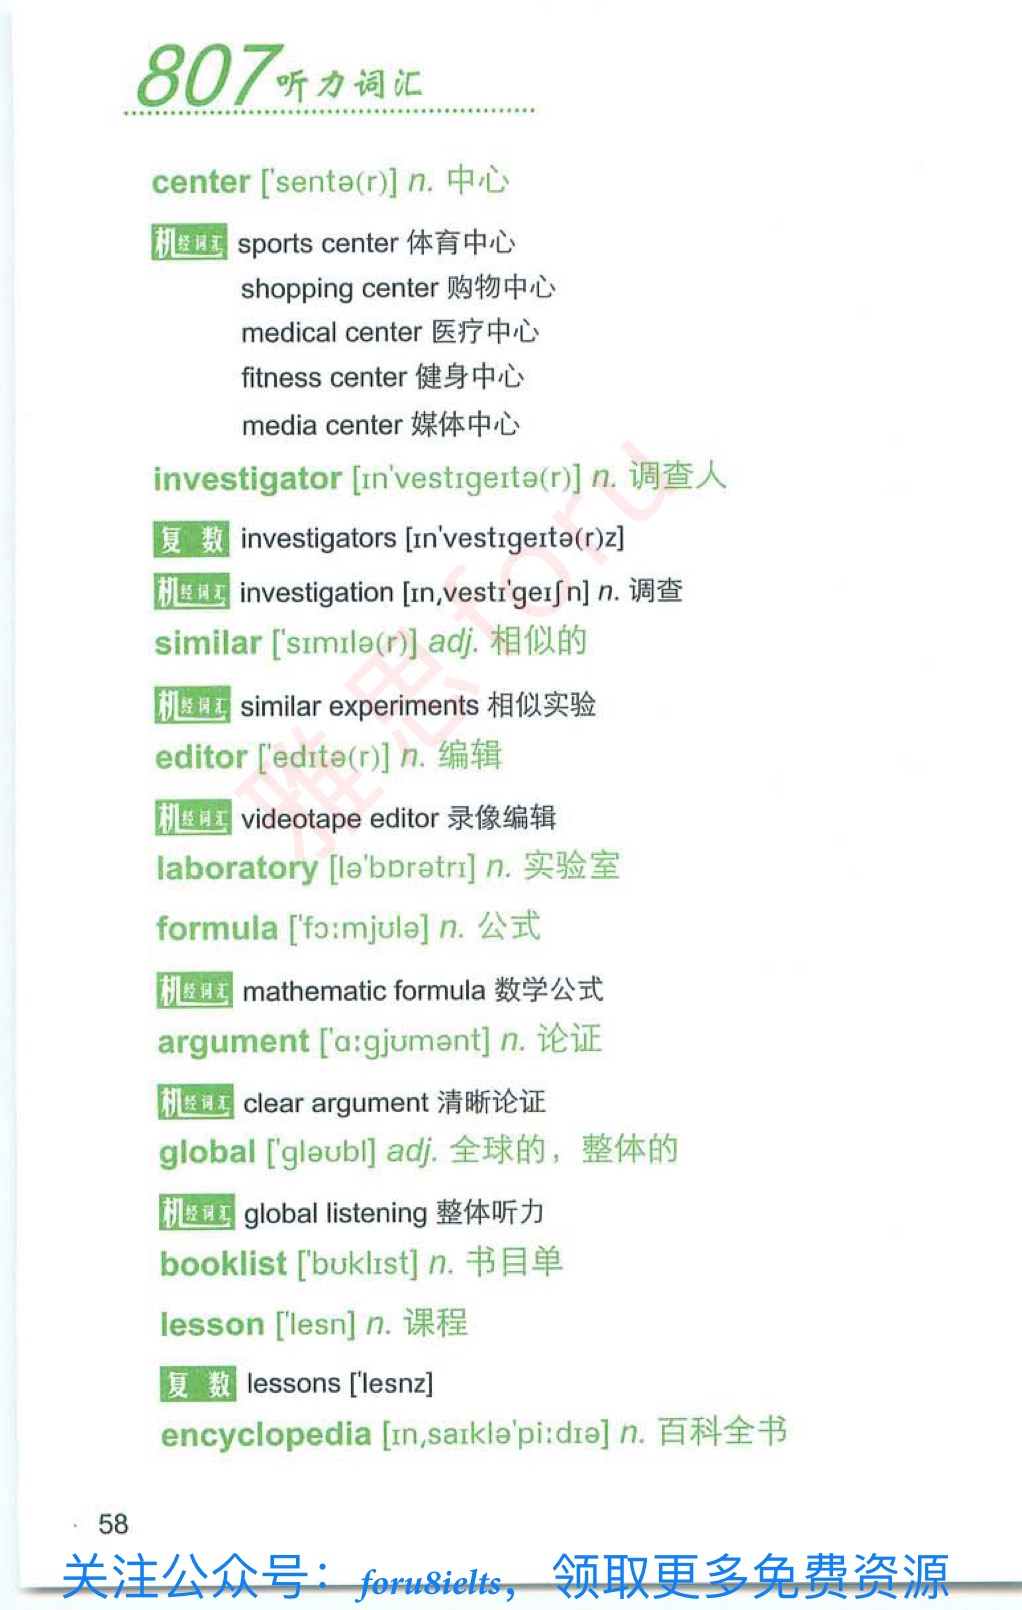 807听力词汇
center ['sentə(r)] n. 中心
机经词汇 sports center 体育中心
shopping center 购物中心
medical center 医疗中心
fitness center 健身中心
media center 媒体中心
investigator [ɪn'vestɪgeɪtə(r)] n. 调查人
复数 investigators [ɪn'vestɪgeɪtə(r)z]
机经词汇 investigation [ɪn,vestɪ'geɪʃn] n. 调查
similar ['sɪmɪlə(r)] adj. 相似的
机经词汇 similar experiments 相似实验
editor ['edɪtə(r)] n. 编辑
机经词汇 videotape editor 录像编辑
laboratory [lə'bɒrətrɪ] n. 实验室
formula ['fɔːmjʊlə] n. 公式
机经词汇 mathematic formula 数学公式
argument ['ɑːgjʊmənt] n. 论证
机经词汇 clear argument 清晰论证
global ['gləʊbl] adj. 全球的，整体的
机经词汇 global listening 整体听力
booklist ['bʊklɪst] n. 书目单
lesson ['lesn] n. 课程
复数 lessons ['lesnz]
encyclopedia [ɪn,saɪklə'piːdɪə] n. 百科全书
雅思foru
58
关注公众号：foru8ielts，领取更多免费资源